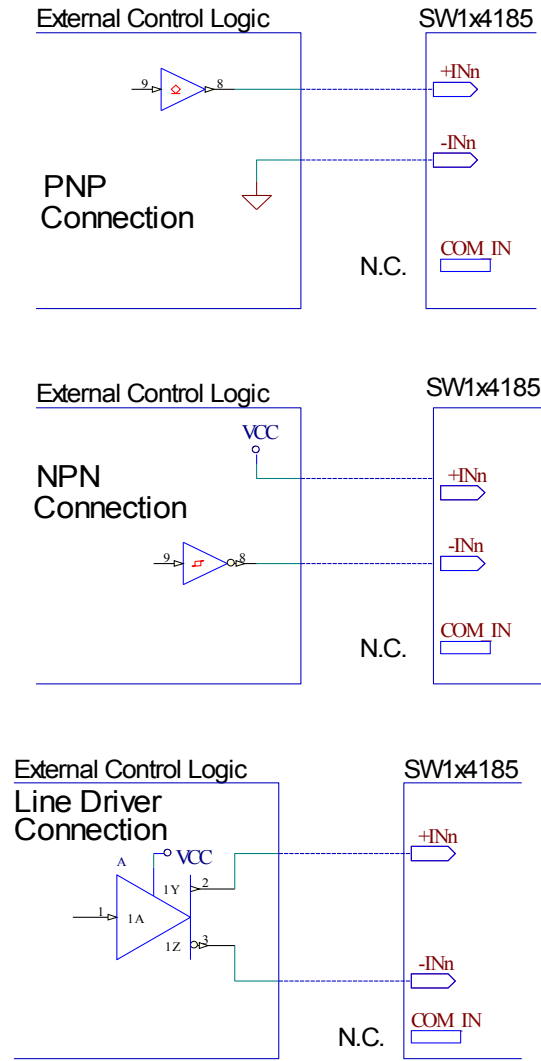 External Control Logic
SW1x4185
9
8
+INn
-INn
PNP
Connection
COM_IN
N.C.
External Control Logic
SW1x4185
VCC
NPN
Connection
+INn
9
8
-INn
COM_IN
N.C.
External Control Logic
SW1x4185
Line Driver
Connection
A
VCC
+INn
1Y
2
1
1A
1Z
3
-INn
COM_IN
N.C.